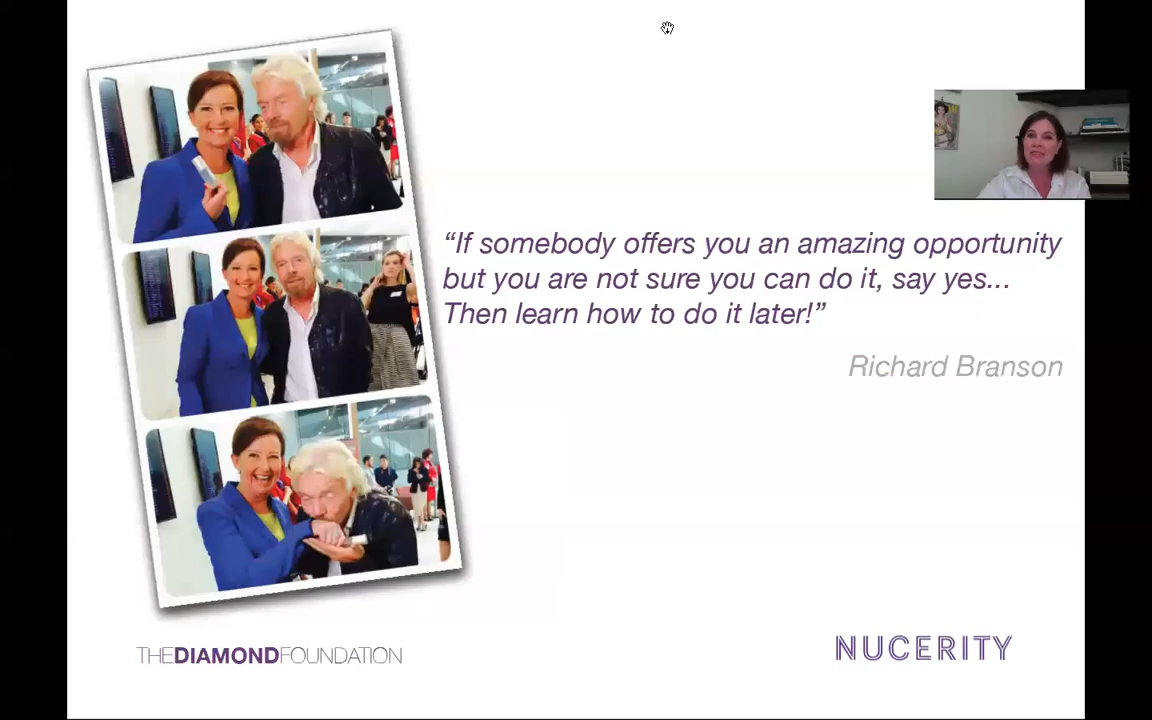 “If somebody offers you an amazing opportunity
but you are not sure you can do it, say yes...
Then learn how to do it later!”
Richard Branson
THEDIAMONDFOUNDATION
NUCERITY